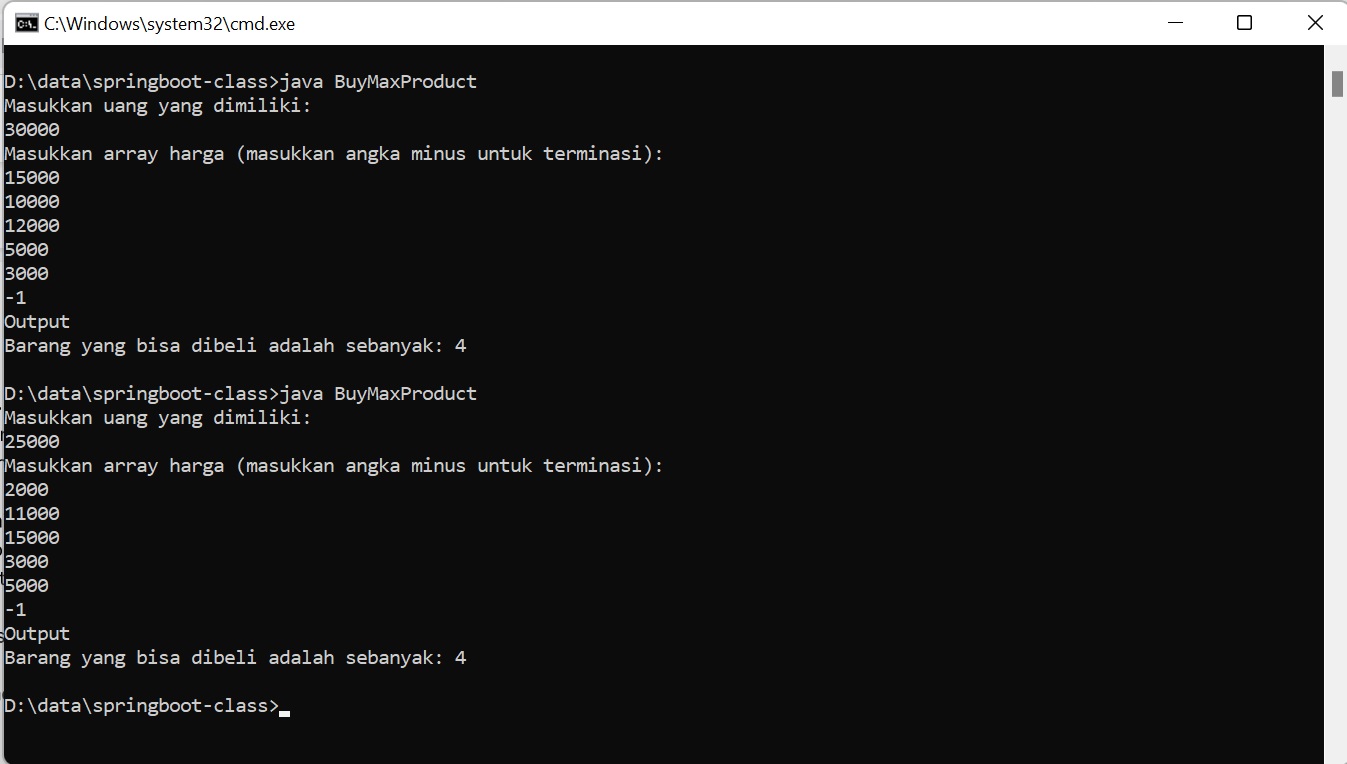 C:\Windows\system32\cmd.exe
D:\data\springboot-class>java BuyMaxProduct
Masukkan uang yang dimiliki:
30000
Masukkan array harga (masukkan angka minus untuk terminasi):
15000
10000
12000
5000
3000
-1
Output
Barang yang bisa dibeli adalah sebanyak: 4
D:\data\springboot-class>java BuyMaxProduct
Masukkan uang yang dimiliki:
25000
Masukkan array harga (masukkan angka minus untuk terminasi):
2000
11000
15000
3000
5000
-1
Output
Barang yang bisa dibeli adalah sebanyak: 4
D:\data\springboot-class>